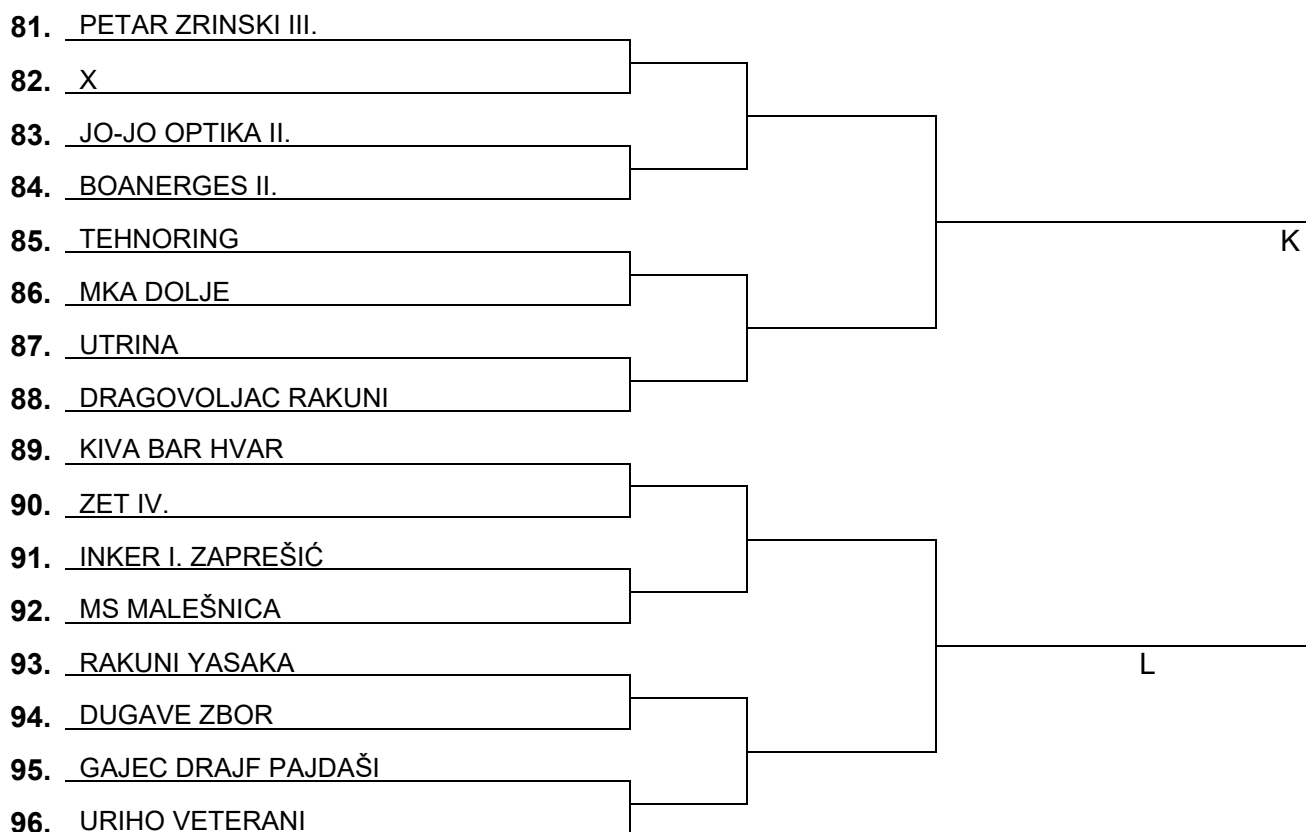 81. PETAR ZRINSKI III.
82. X
83. JO-JO OPTIKA II.
84. BOANERGES II.
85. TEHNORING
K
86. MKA DOLJE
87. UTRINA
88. DRAGOVOLJAC RAKUNI
89. KIVA BAR HVAR
90. ZET IV.
91. INKER I. ZAPREŠIĆ
92. MS MALEŠNICA
93. RAKUNI YASAKA
L
94. DUGAVE ZBOR
95. GAJEC DRAJF PAJDAŠI
96. URIHO VETERANI